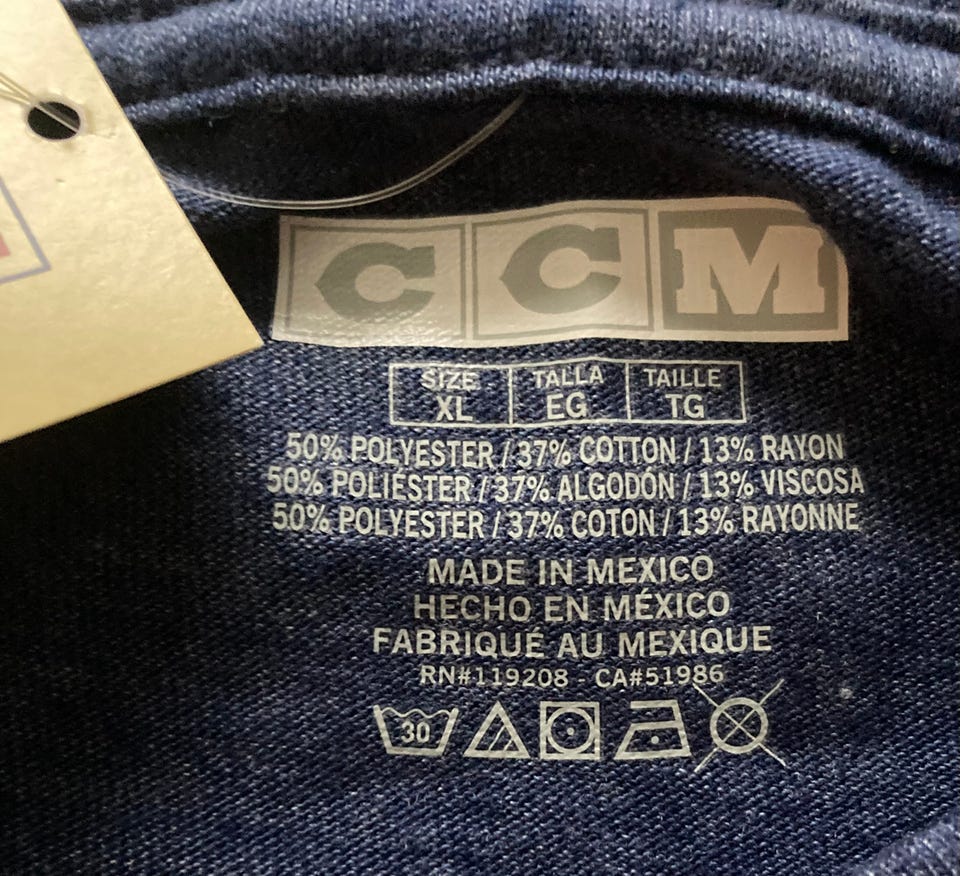 CCM
SIZE TALLA TAILLE
XL EG TG
50% POLYESTER / 37% COTTON / 13% RAYON
50% POLIÉSTER / 37% ALGODÓN / 13% VISCOSA
50% POLYESTER / 37% COTON / 13% RAYONNE
MADE IN MEXICO
HECHO EN MÉXICO
FABRIQUÉ AU MEXIQUE
RN#119208 - CA#51986
30